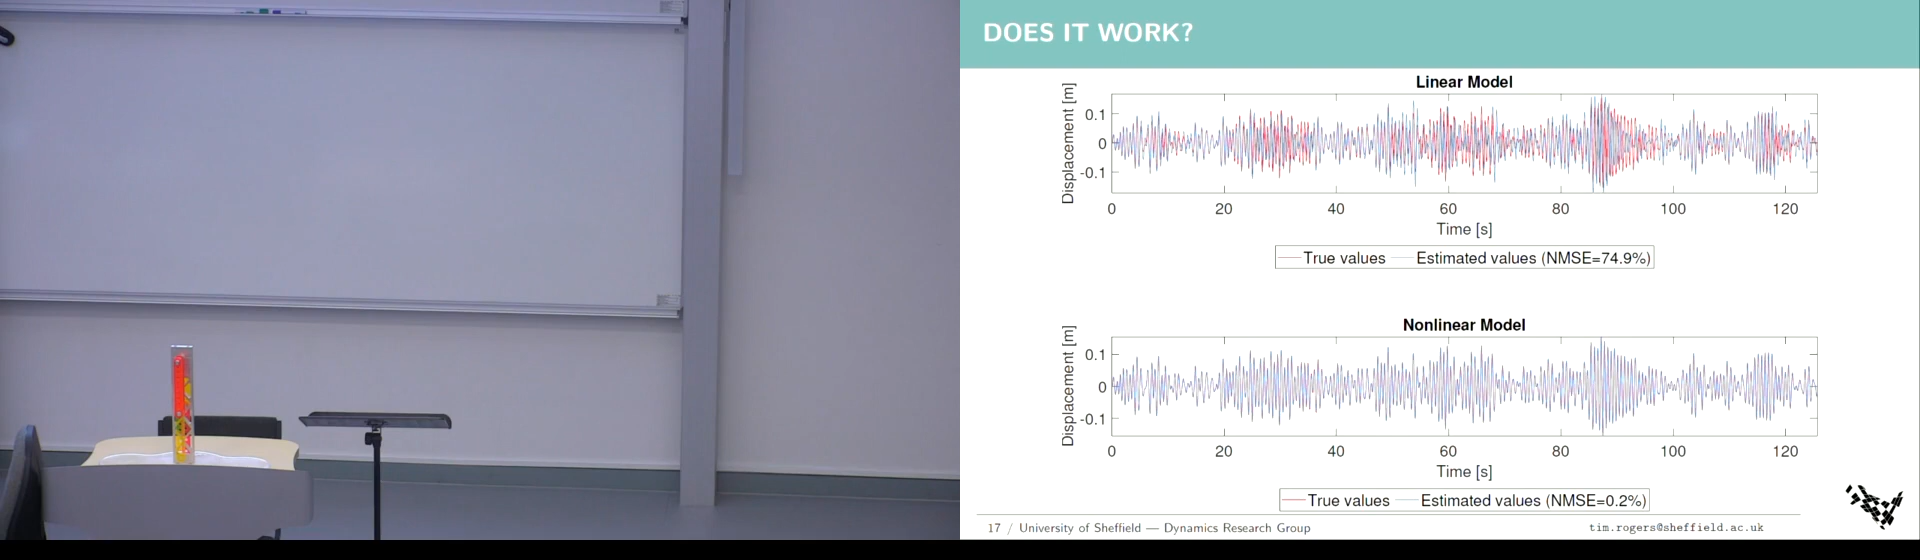 DOES IT WORK?
Linear Model
Displacement [m]
0.1
0
-0.1
0 20 40 60 80 100 120
Time [s]
True values Estimated values (NMSE=74.9%)
Nonlinear Model
Displacement [m]
0.1
0
-0.1
0 20 40 60 80 100 120
Time [s]
True values Estimated values (NMSE=0.2%)
17 / University of Sheffield — Dynamics Research Group
tim.rogers@sheffield.ac.uk